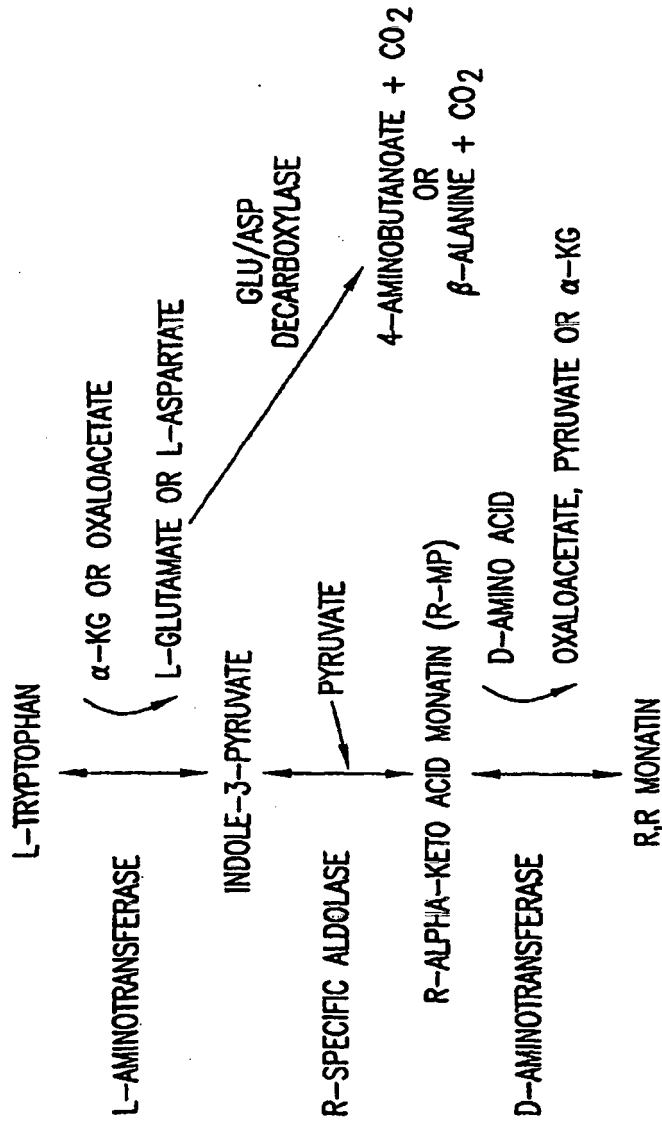 L-TRYPTOPHAN
L-AMINOTRANSFERASE
α-KG OR OXALOACETATE
L-GLUTAMATE OR L-ASPARTATE
GLU/ASP
DECARBOXYLASE
INDOLE-3-PYRUVATE
4-AMINOBUTANOATE + CO2
OR
β-ALANINE + CO2
R-SPECIFIC ALDOLASE
PYRUVATE
R-ALPHA-KETO ACID MONATIN (R-MP)
D-AMINOTRANSFERASE
D-AMINO ACID
OXALOACETATE, PYRUVATE OR α-KG
R,R MONATIN